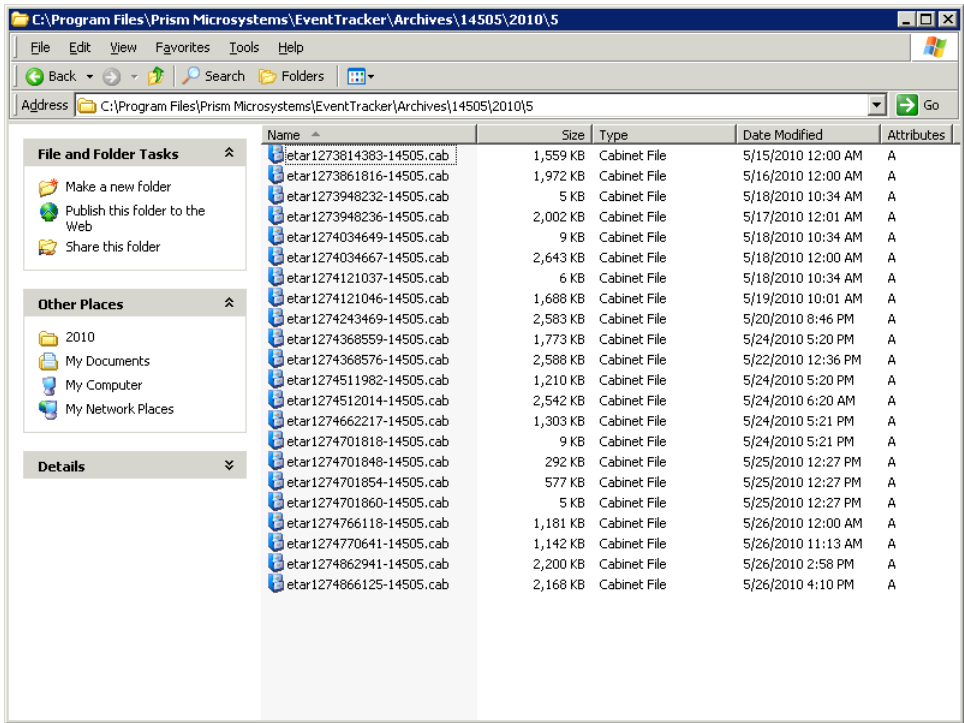 C:\Program Files\Prism Microsystems\EventTracker\Archives\14505\2010\5
File Edit View Favorites Tools Help
Back Search Folders
Address C:\Program Files\Prism Microsystems\EventTracker\Archives\14505\2010\5 Go
File and Folder Tasks
Make a new folder
Publish this folder to the
Web
Share this folder
Other Places
2010
My Documents
My Computer
My Network Places
Details
Name Size Type Date Modified Attributes
etar1273814383-14505.cab 1,559 KB Cabinet File 5/15/2010 12:00 AM A
etar1273861816-14505.cab 1,972 KB Cabinet File 5/16/2010 12:00 AM A
etar1273948232-14505.cab 5 KB Cabinet File 5/18/2010 10:34 AM A
etar1273948236-14505.cab 2,002 KB Cabinet File 5/17/2010 12:01 AM A
etar1274034649-14505.cab 9 KB Cabinet File 5/18/2010 10:34 AM A
etar1274034667-14505.cab 2,643 KB Cabinet File 5/18/2010 12:00 AM A
etar1274121037-14505.cab 6 KB Cabinet File 5/18/2010 10:34 AM A
etar1274121046-14505.cab 1,688 KB Cabinet File 5/19/2010 10:01 AM A
etar1274243469-14505.cab 2,583 KB Cabinet File 5/20/2010 8:46 PM A
etar1274368559-14505.cab 1,773 KB Cabinet File 5/24/2010 5:20 PM A
etar1274368576-14505.cab 2,588 KB Cabinet File 5/22/2010 12:36 PM A
etar1274511982-14505.cab 1,210 KB Cabinet File 5/24/2010 5:20 PM A
etar1274512014-14505.cab 2,542 KB Cabinet File 5/24/2010 6:20 AM A
etar1274662217-14505.cab 1,303 KB Cabinet File 5/24/2010 5:21 PM A
etar1274701818-14505.cab 9 KB Cabinet File 5/24/2010 5:21 PM A
etar1274701848-14505.cab 292 KB Cabinet File 5/25/2010 12:27 PM A
etar1274701854-14505.cab 577 KB Cabinet File 5/25/2010 12:27 PM A
etar1274701860-14505.cab 5 KB Cabinet File 5/25/2010 12:27 PM A
etar1274766118-14505.cab 1,181 KB Cabinet File 5/26/2010 12:00 AM A
etar1274770641-14505.cab 1,142 KB Cabinet File 5/26/2010 11:13 AM A
etar1274862941-14505.cab 2,200 KB Cabinet File 5/26/2010 2:58 PM A
etar1274866125-14505.cab 2,168 KB Cabinet File 5/26/2010 4:10 PM A